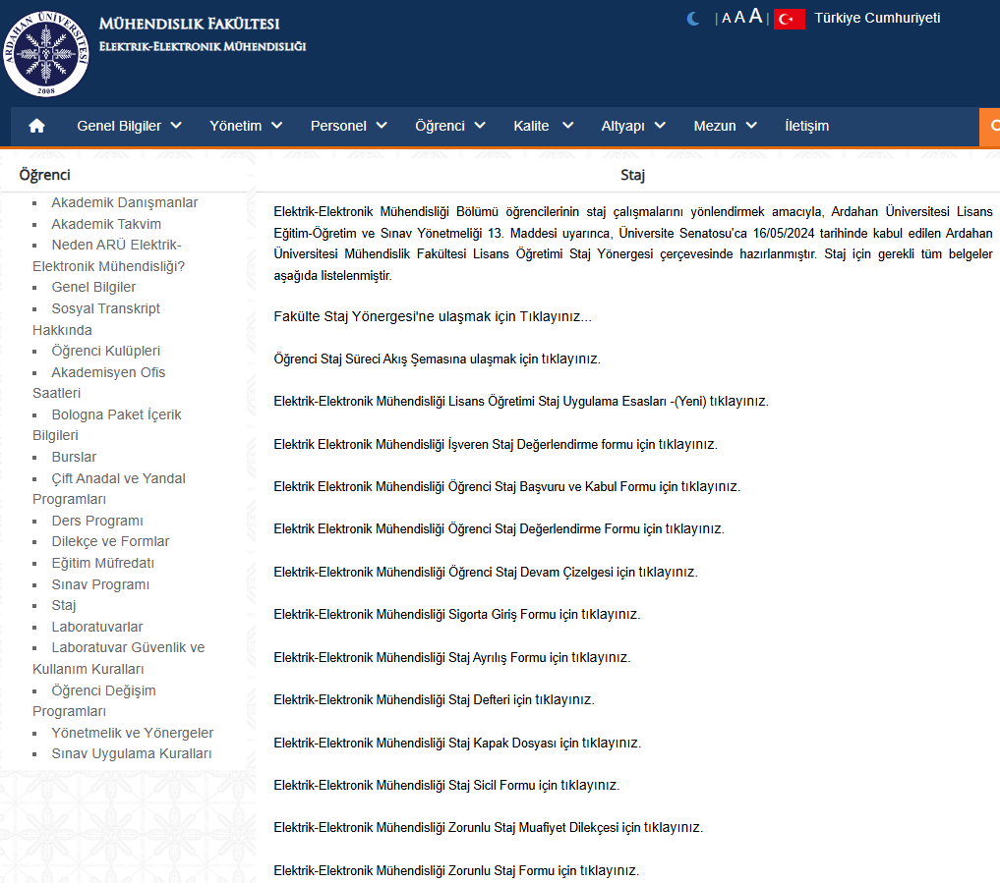 ARDAHAN ÜNİVERSİTESİ
2008
MÜHENDISLIK FAKÜLTESI
ELEKTRIK-ELEKTRONIK MÜHENDISLIĞI
| A A A |
Türkiye Cumhuriyeti
Genel Bilgiler
Yönetim
Personel
Öğrenci
Kalite
Altyapı
Mezun
İletişim
Öğrenci
Akademik Danışmanlar
Akademik Takvim
Neden ARÜ Elektrik-
Elektronik Mühendisliği?
Genel Bilgiler
Sosyal Transkript
Hakkında
Öğrenci Kulüpleri
Akademisyen Ofis
Saatleri
Bologna Paket İçerik
Bilgileri
Burslar
Çift Anadal ve Yandal
Programları
Ders Programı
Dilekçe ve Formlar
Eğitim Müfredatı
Sınav Programı
Staj
Laboratuvarlar
Laboratuvar Güvenlik ve
Kullanım Kuralları
Öğrenci Değişim
Programları
Yönetmelik ve Yönergeler
Sınav Uygulama Kuralları
Staj
Elektrik-Elektronik Mühendisliği Bölümü öğrencilerinin staj çalışmalarını yönlendirmek amacıyla, Ardahan Üniversitesi Lisans
Eğitim-Öğretim ve Sınav Yönetmeliği 13. Maddesi uyarınca, Üniversite Senatosu'ca 16/05/2024 tarihinde kabul edilen Ardahan
Üniversitesi Mühendislik Fakültesi Lisans Öğretimi Staj Yönergesi çerçevesinde hazırlanmıştır. Staj için gerekli tüm belgeler
aşağıda listelenmiştir.
Fakülte Staj Yönergesi'ne ulaşmak için Tıklayınız...
Öğrenci Staj Süreci Akış Şemasına ulaşmak için tıklayınız.
Elektrik-Elektronik Mühendisliği Lisans Öğretimi Staj Uygulama Esasları -(Yeni) tıklayınız.
Elektrik Elektronik Mühendisliği İşveren Staj Değerlendirme formu için tıklayınız.
Elektrik Elektronik Mühendisliği Öğrenci Staj Başvuru ve Kabul Formu için tıklayınız.
Elektrik Elektronik Mühendisliği Öğrenci Staj Değerlendirme Formu için tıklayınız.
Elektrik-Elektronik Mühendisliği Öğrenci Staj Devam Çizelgesi için tıklayınız.
Elektrik-Elektronik Mühendisliği Sigorta Giriş Formu için tıklayınız.
Elektrik-Elektronik Mühendisliği Staj Ayrılış Formu için tıklayınız.
Elektrik-Elektronik Mühendisliği Staj Defteri için tıklayınız.
Elektrik-Elektronik Mühendisliği Staj Kapak Dosyası için tıklayınız.
Elektrik-Elektronik Mühendisliği Staj Sicil Formu için tıklayınız.
Elektrik-Elektronik Mühendisliği Zorunlu Staj Muafiyet Dilekçesi için tıklayınız.
Elektrik-Elektronik Mühendisliği Zorunlu Staj Formu için tıklayınız.